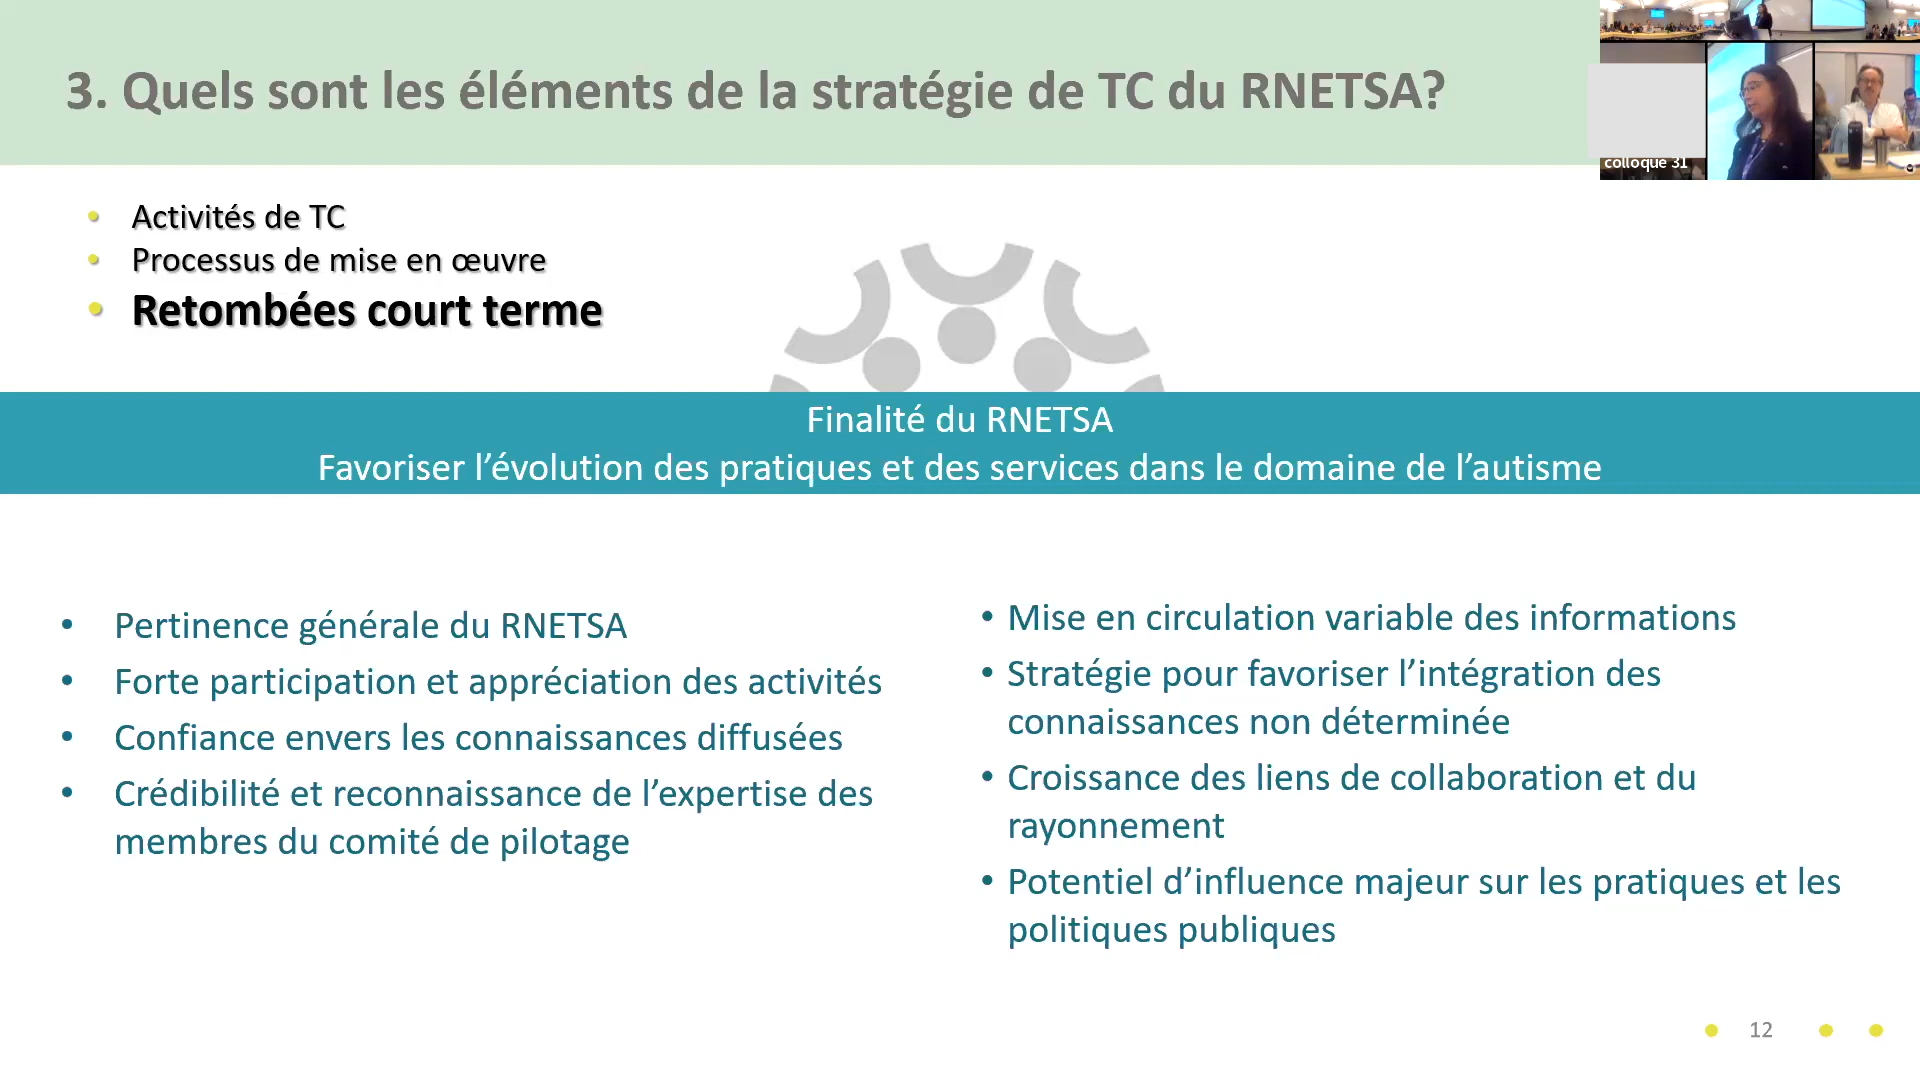 3. Quels sont les éléments de la stratégie de TC du RNETSA?
colloque 31
• Activités de TC
• Processus de mise en œuvre
• Retombées court terme
Finalité du RNETSA
Favoriser l’évolution des pratiques et des services dans le domaine de l’autisme
• Pertinence générale du RNETSA
• Forte participation et appréciation des activités
• Confiance envers les connaissances diffusées
• Crédibilité et reconnaissance de l’expertise des
membres du comité de pilotage
• Mise en circulation variable des informations
• Stratégie pour favoriser l’intégration des
connaissances non déterminée
• Croissance des liens de collaboration et du
rayonnement
• Potentiel d’influence majeur sur les pratiques et les
politiques publiques
12